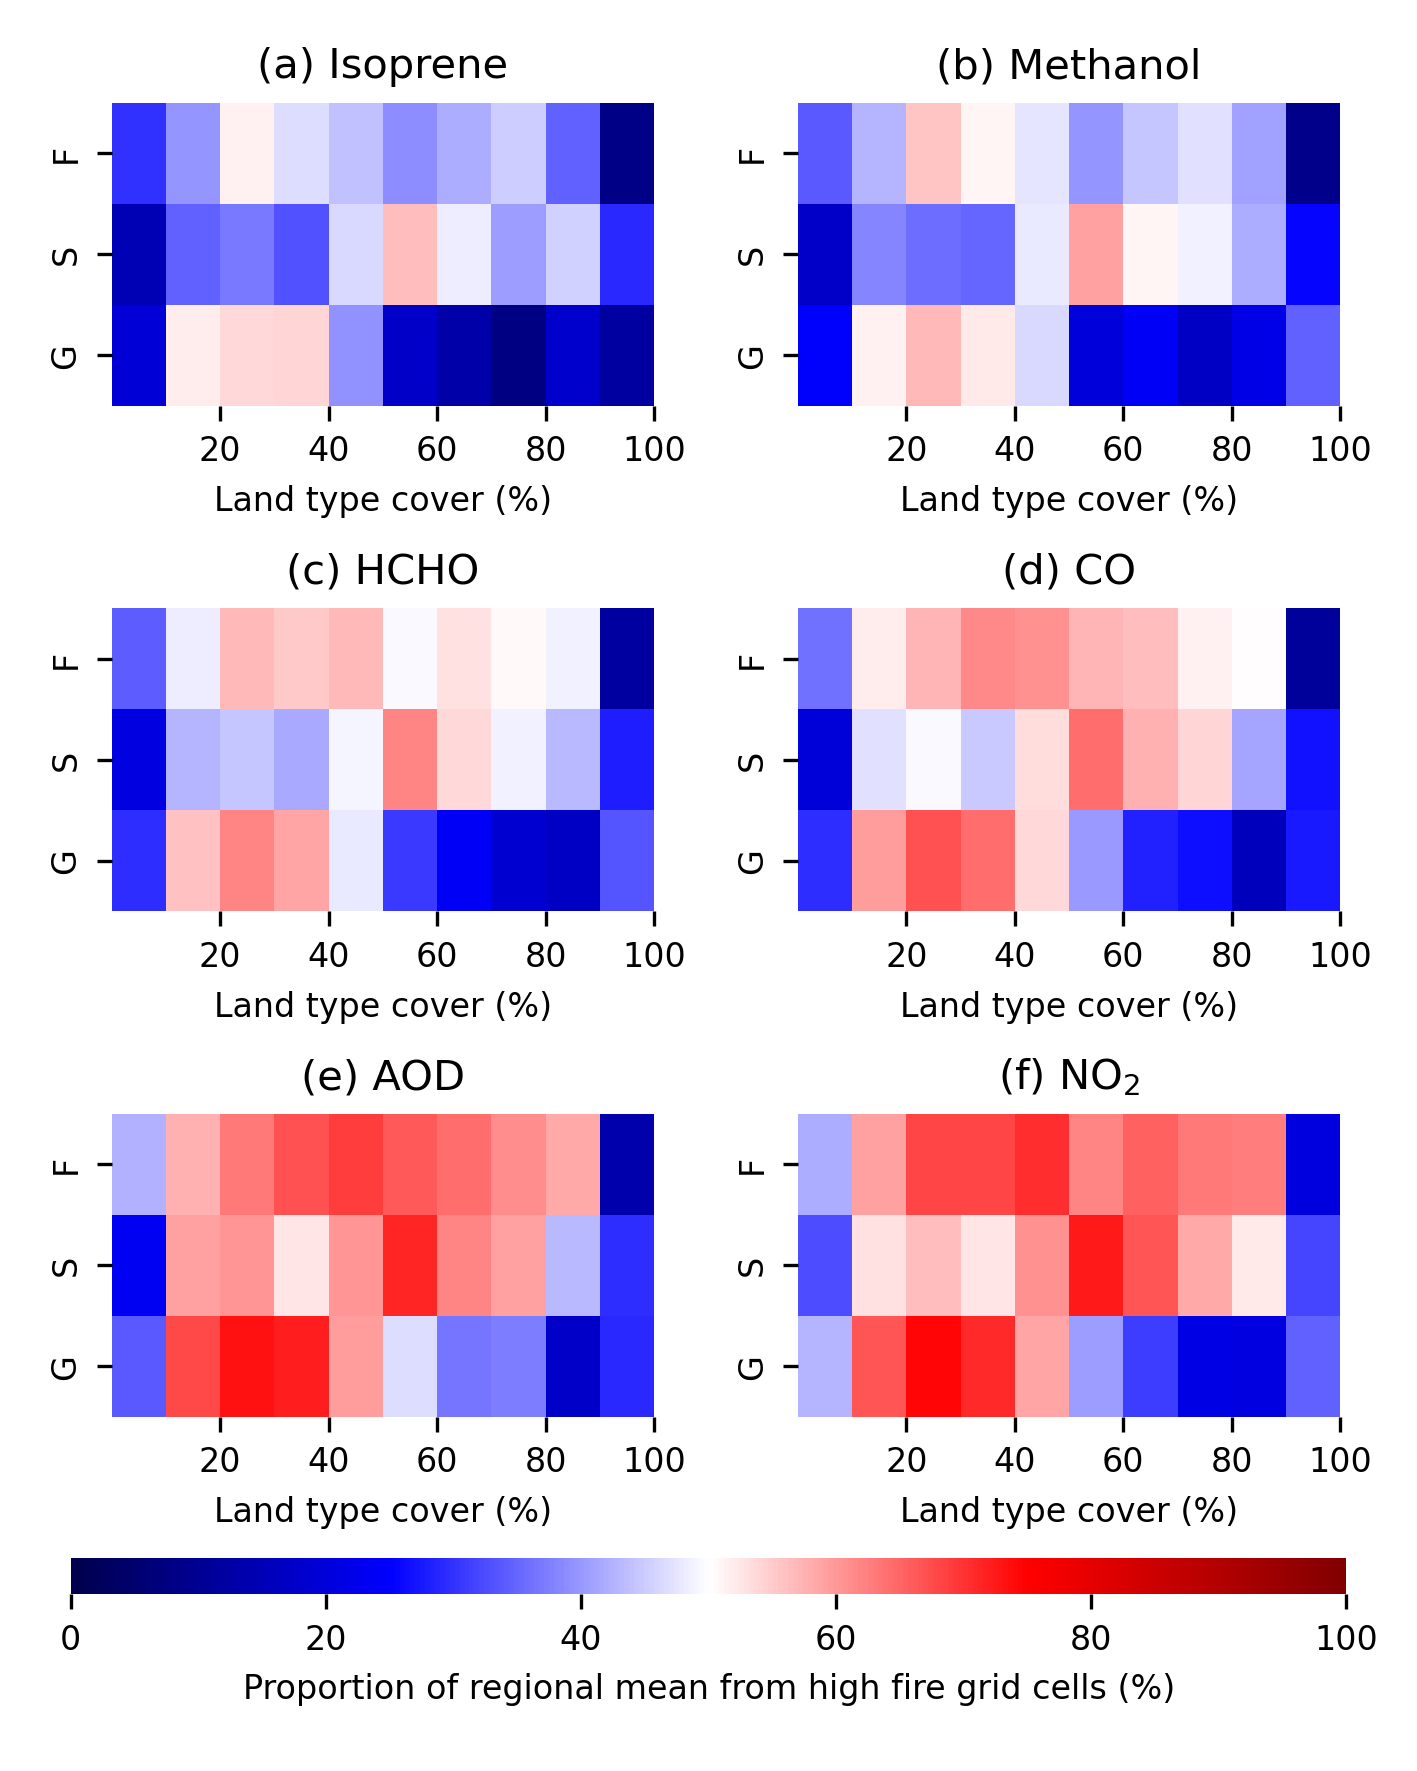 (a) Isoprene
(b) Methanol
F
S
G
F
S
G
20 40 60 80 100
20 40 60 80 100
Land type cover (%)
Land type cover (%)
(c) HCHO
(d) CO
F
S
G
F
S
G
20 40 60 80 100
20 40 60 80 100
Land type cover (%)
Land type cover (%)
(e) AOD
(f) NO₂
F
S
G
F
S
G
20 40 60 80 100
20 40 60 80 100
Land type cover (%)
Land type cover (%)
0 20 40 60 80 100
Proportion of regional mean from high fire grid cells (%)